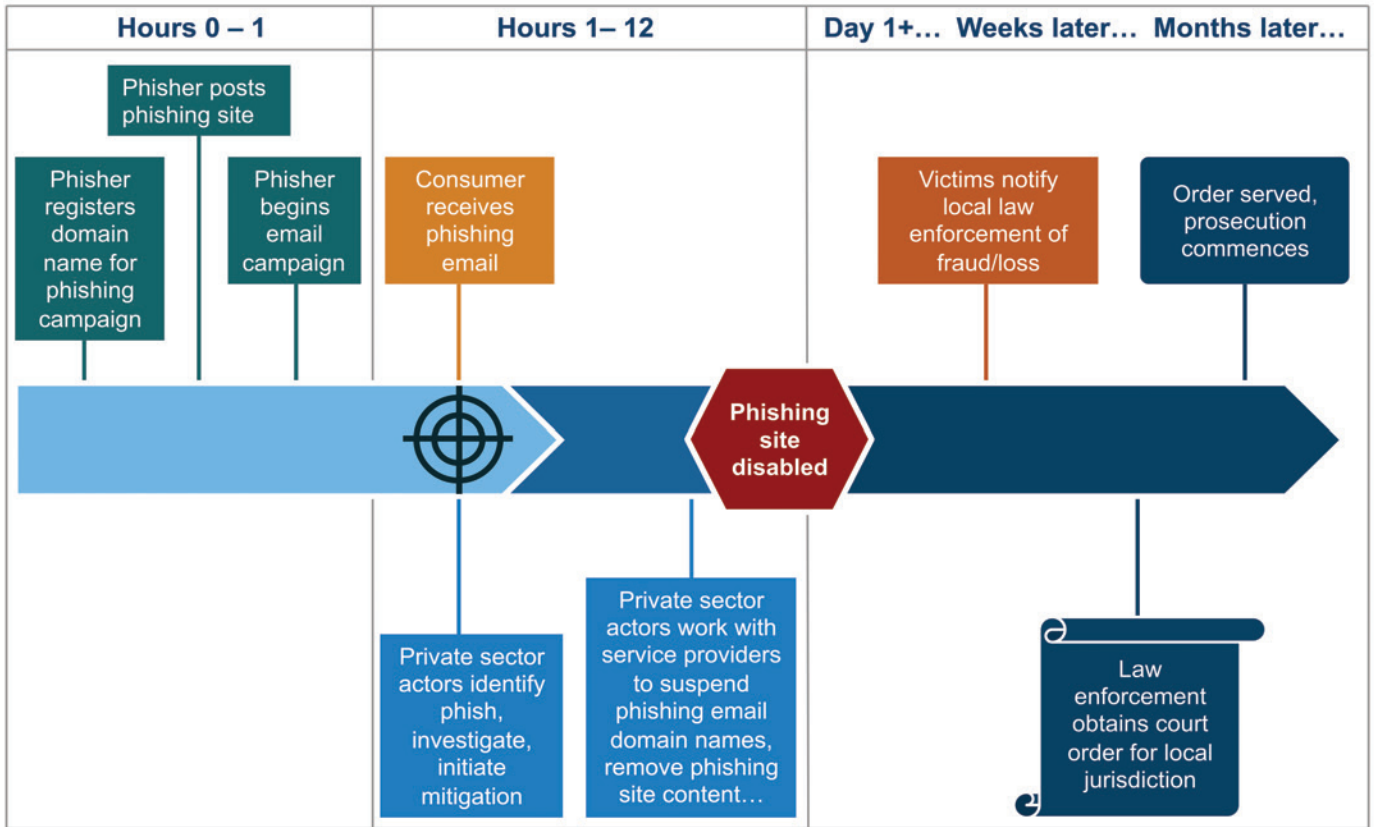 Hours 0 – 1
Hours 1– 12
Day 1+… Weeks later… Months later…
Phisher posts
phishing site
Phisher
registers
domain
name for
phishing
campaign
Phisher
begins
email
campaign
Consumer
receives
phishing
email
Victims notify
local law
enforcement of
fraud/loss
Order served,
prosecution
commences
Phishing
site
disabled
Private sector
actors identify
phish,
investigate,
initiate
mitigation
Private sector
actors work with
service providers
to suspend
phishing email
domain names,
remove phishing
site content…
Law
enforcement
obtains court
order for local
jurisdiction